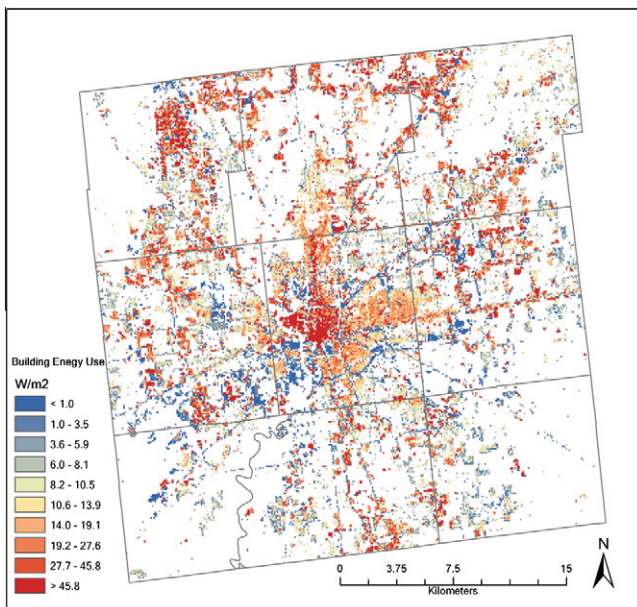 Building Enegy Use
W/m2
< 1.0
1.0 - 3.5
3.6 - 5.9
6.0 - 8.1
8.2 - 10.5
10.6 - 13.9
14.0 - 19.1
19.2 - 27.6
27.7 - 45.8
> 45.8
N
0 3.75 7.5 15
Kilometers